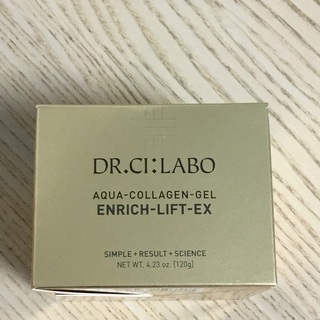 DR.CI:LABO
AQUA-COLLAGEN-GEL
ENRICH-LIFT-EX
SIMPLE + RESULT + SCIENCE
NET WT. 4.23 oz. [120g]